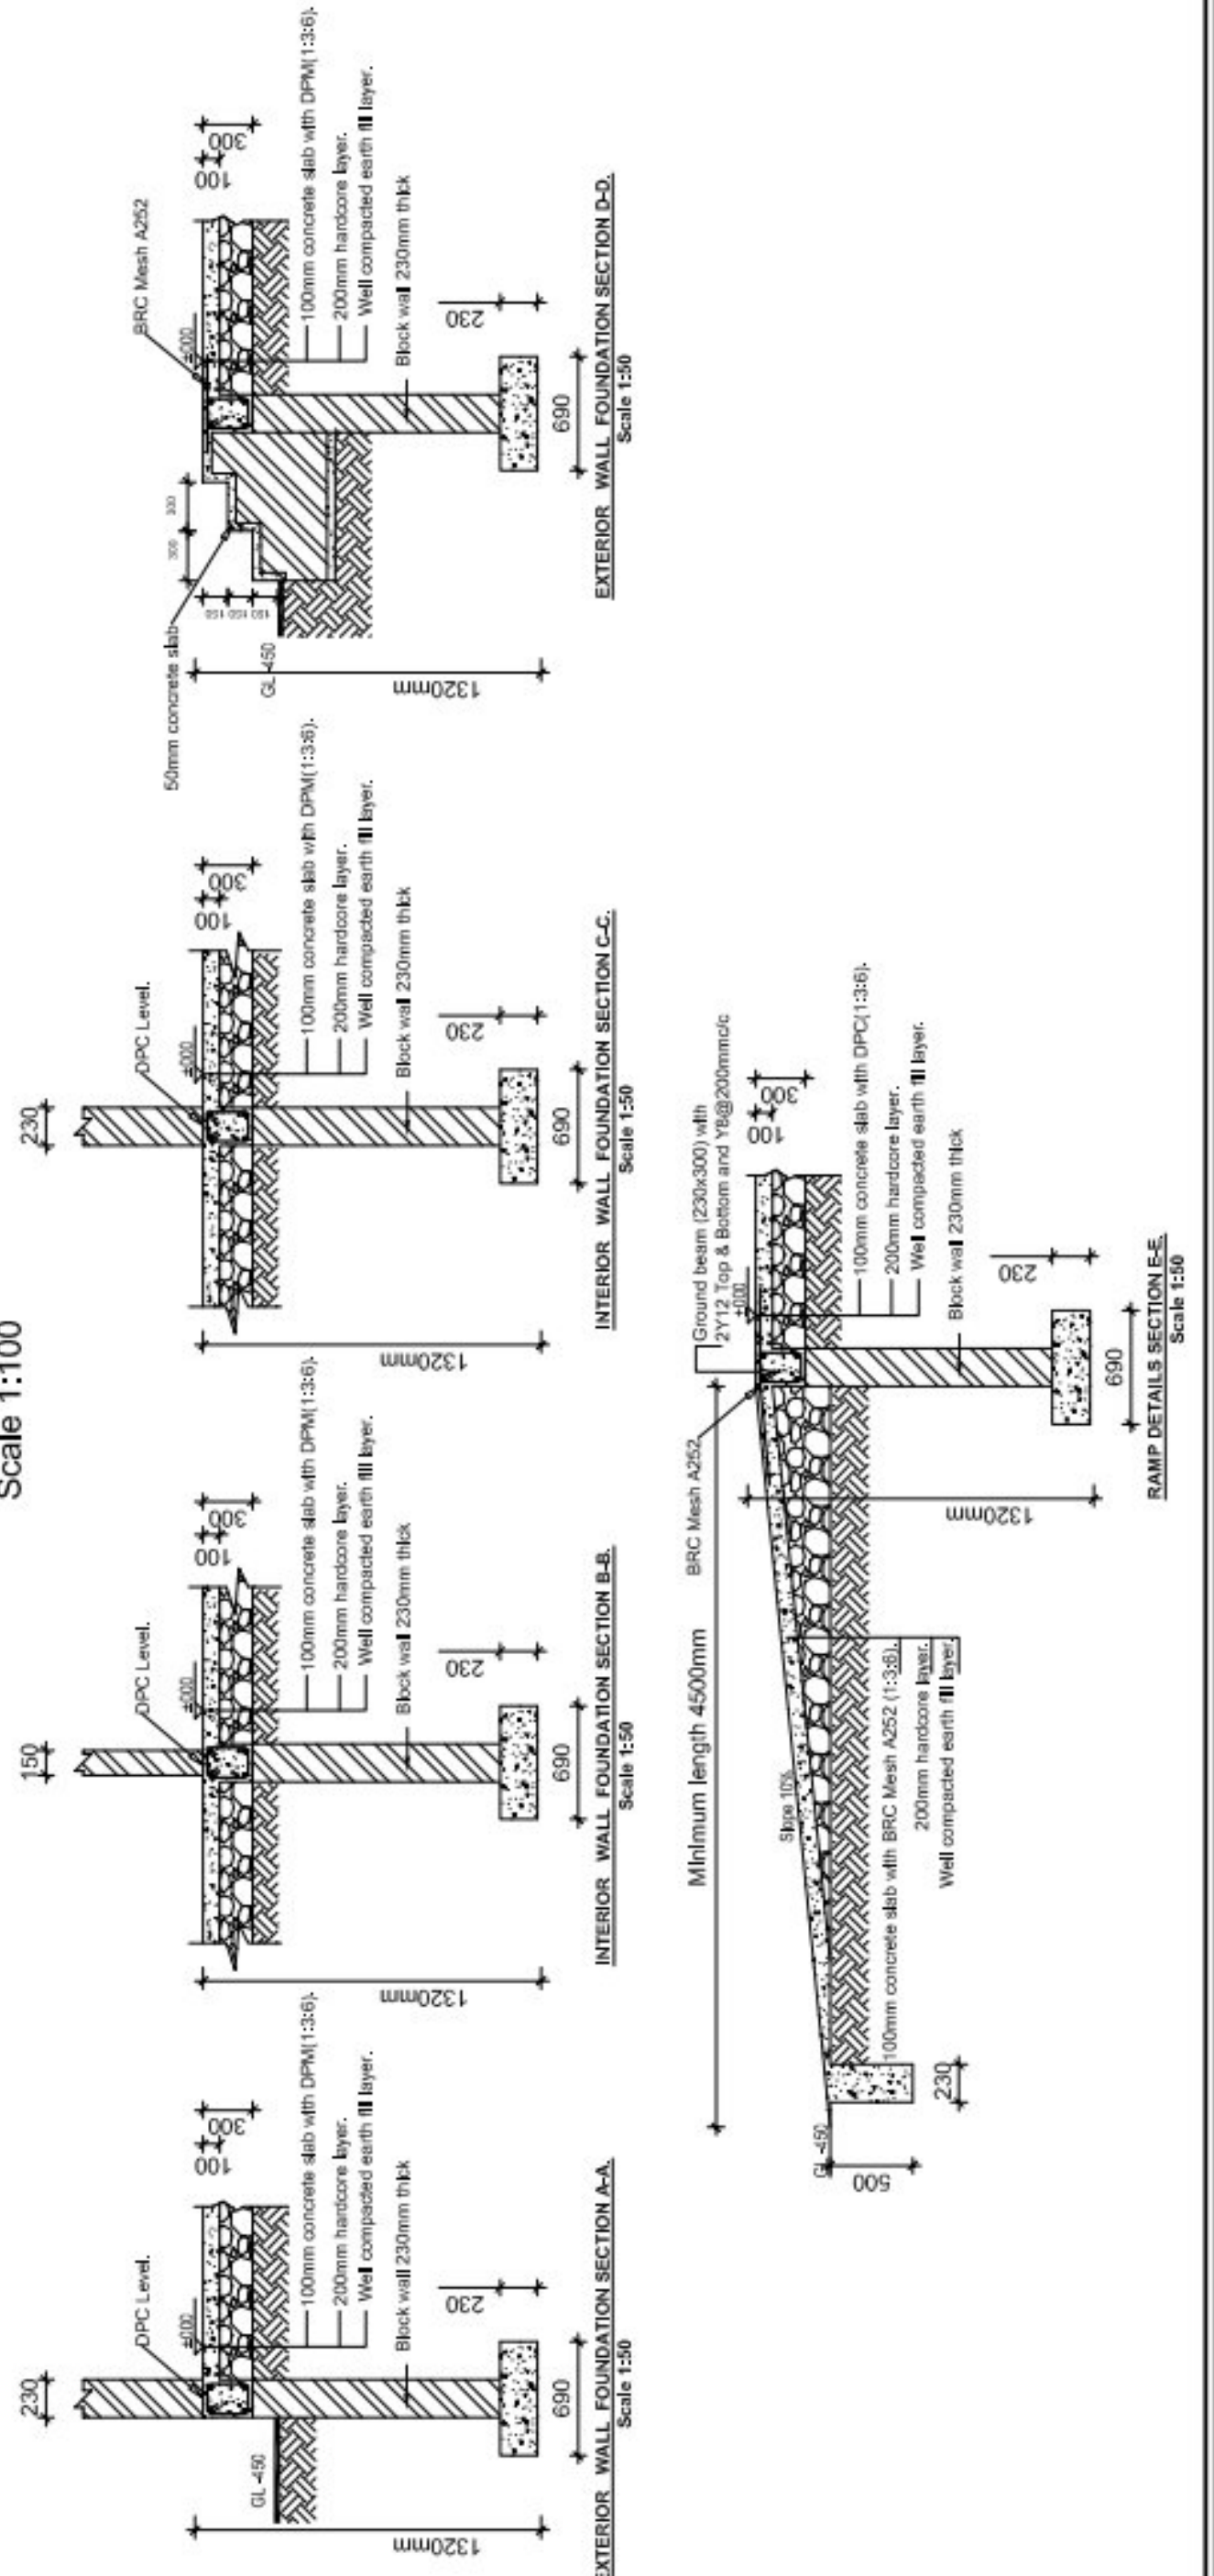 Scale 1:100
230
DPC Level.
±000
100
300
GL -450
100mm concrete slab with DPM(1:3:6).
200mm hardcore layer.
Well compacted earth fill layer.
Block wall 230mm thick
1320mm
230
690
EXTERIOR WALL FOUNDATION SECTION A-A.
Scale 1:50
150
DPC Level.
±000
100
300
100mm concrete slab with DPM(1:3:6).
200mm hardcore layer.
Well compacted earth fill layer.
Block wall 230mm thick
1320mm
230
690
INTERIOR WALL FOUNDATION SECTION B-B.
Scale 1:50
230
DPC Level.
±000
100
300
100mm concrete slab with DPM(1:3:6).
200mm hardcore layer.
Well compacted earth fill layer.
Block wall 230mm thick
1320mm
230
690
INTERIOR WALL FOUNDATION SECTION C-C.
Scale 1:50
50mm concrete slab
300
300
BRC Mesh A252
±000
100
300
150
150
150
GL -450
100mm concrete slab with DPM(1:3:6).
200mm hardcore layer.
Well compacted earth fill layer.
Block wall 230mm thick
1320mm
230
690
EXTERIOR WALL FOUNDATION SECTION D-D.
Scale 1:50
Minimum length 4500mm
BRC Mesh A252
Ground beam (230x300) with
2Y12 Top & Bottom and Y8@200mmc/c
±000
100
300
Slope 10%
GL -450
500
230
100mm concrete slab with BRC Mesh A252 (1:3:6).
200mm hardcore layer.
Well compacted earth fill layer.
100mm concrete slab with DPC(1:3:6).
200mm hardcore layer.
Well compacted earth fill layer.
Block wall 230mm thick
1320mm
230
690
RAMP DETAILS SECTION E-E.
Scale 1:50